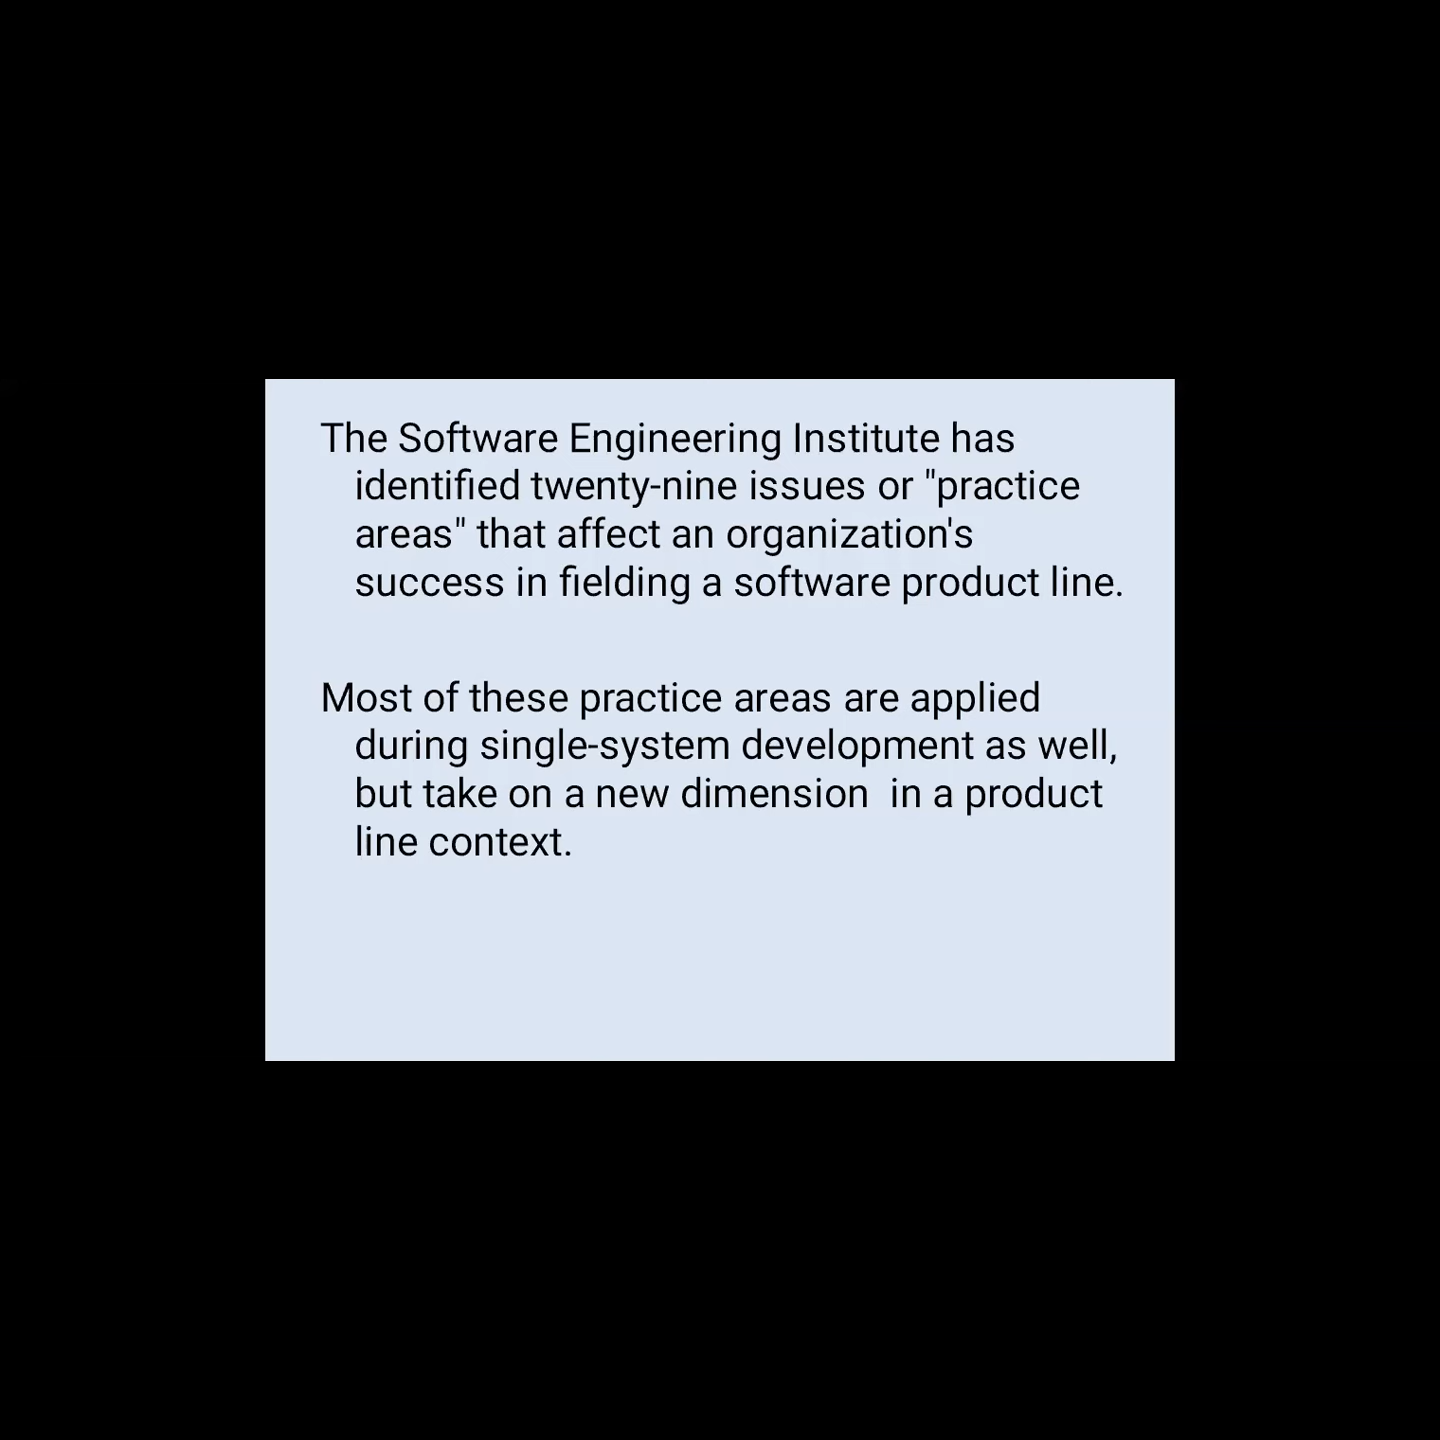 The Software Engineering Institute has
identified twenty-nine issues or "practice
areas" that affect an organization's
success in fielding a software product line.
Most of these practice areas are applied
during single-system development as well,
but take on a new dimension  in a product
line context.